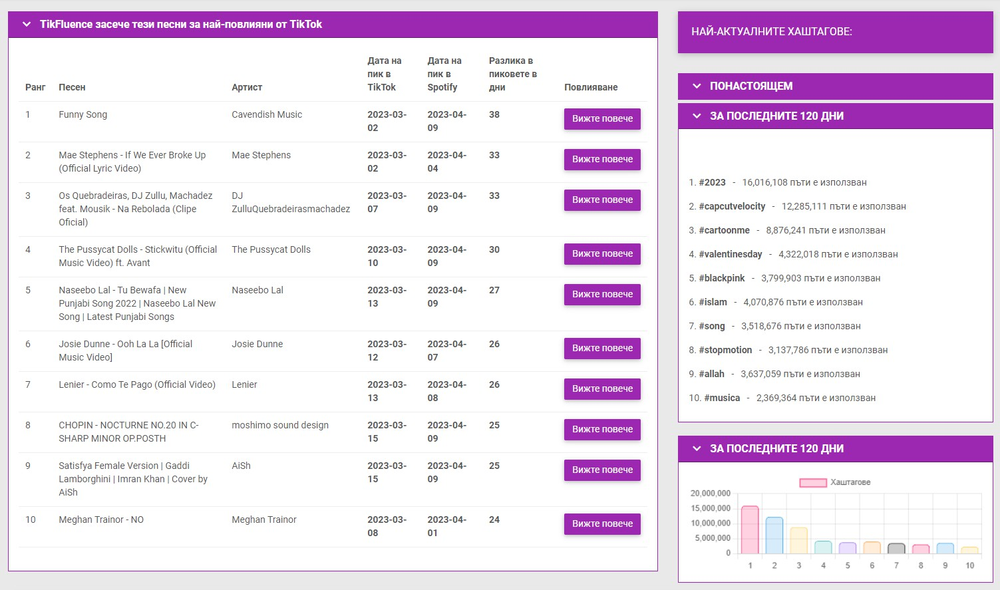 TikFluence засече тези песни за най-повлияни от TikTok
Ранг Песен Артист Дата на пик в TikTok Дата на пик в Spotify Разлика в пиковете в дни Повлияване
1 Funny Song Cavendish Music 2023-03-02 2023-04-09 38 Вижте повече
2 Mae Stephens - If We Ever Broke Up (Official Lyric Video) Mae Stephens 2023-03-02 2023-04-04 33 Вижте повече
3 Os Quebradeiras, DJ Zullu, Machadez feat. Mousik - Na Rebolada (Clipe Oficial) DJ ZulluQuebradeirasmachadez 2023-03-07 2023-04-09 33 Вижте повече
4 The Pussycat Dolls - Stickwitu (Official Music Video) ft. Avant The Pussycat Dolls 2023-03-10 2023-04-09 30 Вижте повече
5 Naseebo Lal - Tu Bewafa | New Punjabi Song 2022 | Naseebo Lal New Song | Latest Punjabi Songs Naseebo Lal 2023-03-13 2023-04-09 27 Вижте повече
6 Josie Dunne - Ooh La La [Official Music Video] Josie Dunne 2023-03-12 2023-04-07 26 Вижте повече
7 Lenier - Como Te Pago (Official Video) Lenier 2023-03-13 2023-04-08 26 Вижте повече
8 CHOPIN - NOCTURNE NO.20 IN C-SHARP MINOR OP.POSTH moshimo sound design 2023-03-15 2023-04-09 25 Вижте повече
9 Satisfya Female Version | Gaddi Lamborghini | Imran Khan | Cover by AiSh AiSh 2023-03-15 2023-04-09 25 Вижте повече
10 Meghan Trainor - NO Meghan Trainor 2023-03-08 2023-04-01 24 Вижте повече
НАЙ-АКТУАЛНИТЕ ХАШТАГОВЕ:
ПОНАСТОЯЩЕМ
ЗА ПОСЛЕДНИТЕ 120 ДНИ
1. #2023 - 16,016,108 пъти е използван
2. #capcutvelocity - 12,285,111 пъти е използван
3. #cartoonme - 8,876,241 пъти е използван
4. #valentinesday - 4,322,018 пъти е използван
5. #blackpink - 3,799,903 пъти е използван
6. #islam - 4,070,876 пъти е използван
7. #song - 3,518,676 пъти е използван
8. #stopmotion - 3,137,786 пъти е използван
9. #allah - 3,637,059 пъти е използван
10. #musica - 2,369,364 пъти е използван
ЗА ПОСЛЕДНИТЕ 120 ДНИ
Хаштагове
20,000,000
15,000,000
10,000,000
5,000,000
0
1 2 3 4 5 6 7 8 9 10